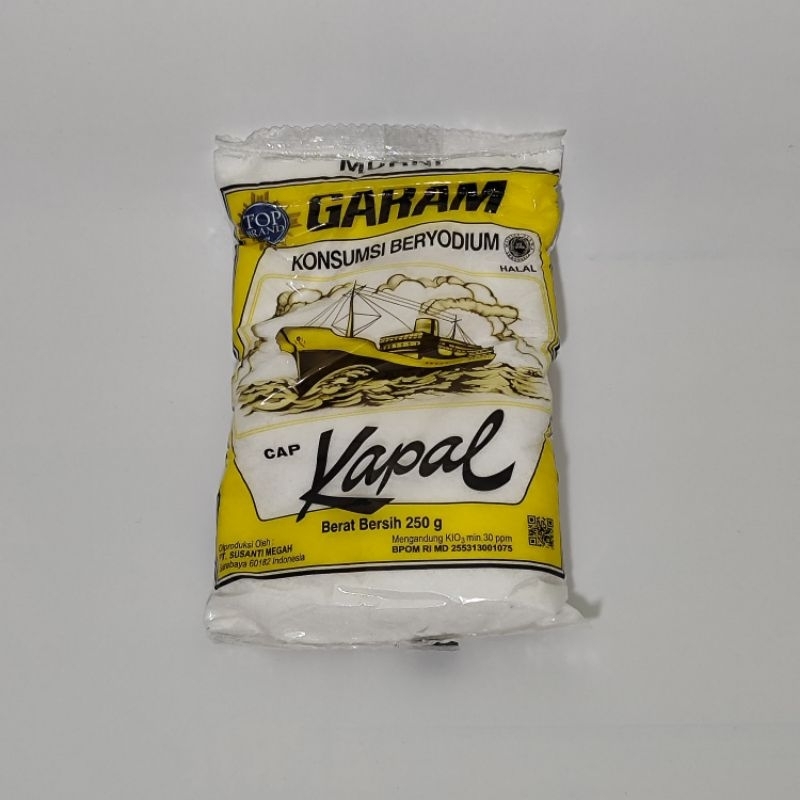 GARAM
TOP
BRAND
KONSUMSI BERYODIUM
HALAL
CAP
Kapal
Berat Bersih 250 g
Diproduksi Oleh :
PT. SUSANTI MEGAH
Surabaya 60182 Indonesia
Mengandung KIO₃ min.30 ppm
BPOM RI MD 255313001075